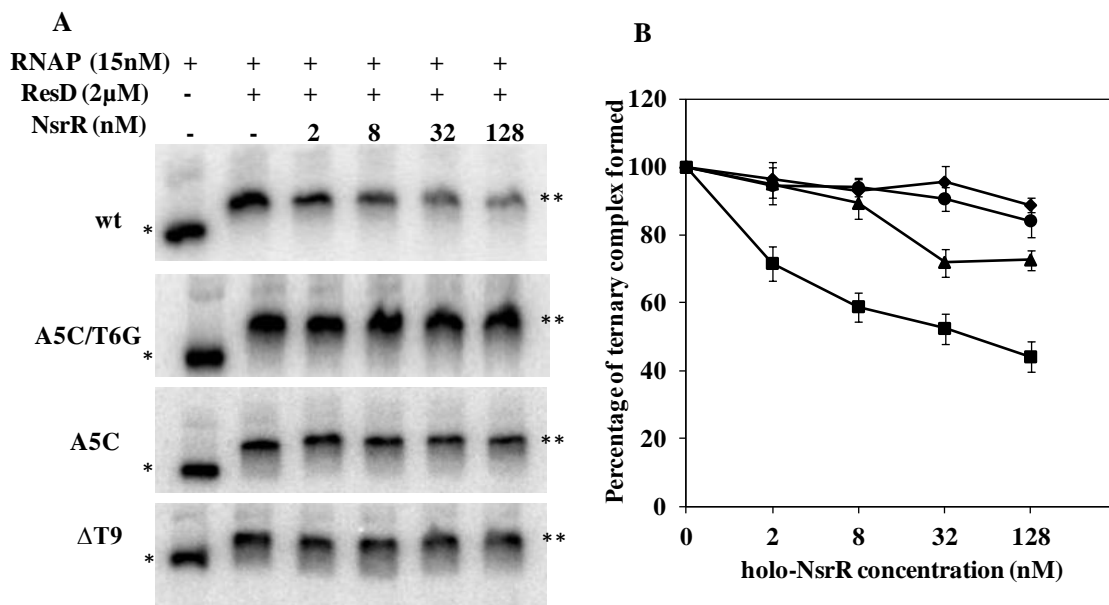 A
RNAP (15nM) + + + + + +
ResD (2µM) - + + + + +
NsrR (nM) - - 2 8 32 128
wt * **
A5C/T6G * **
A5C * **
ΔT9 * **
B
Percentage of ternary complex formed
120
100
80
60
40
20
0
0 2 8 32 128
holo-NsrR concentration (nM)